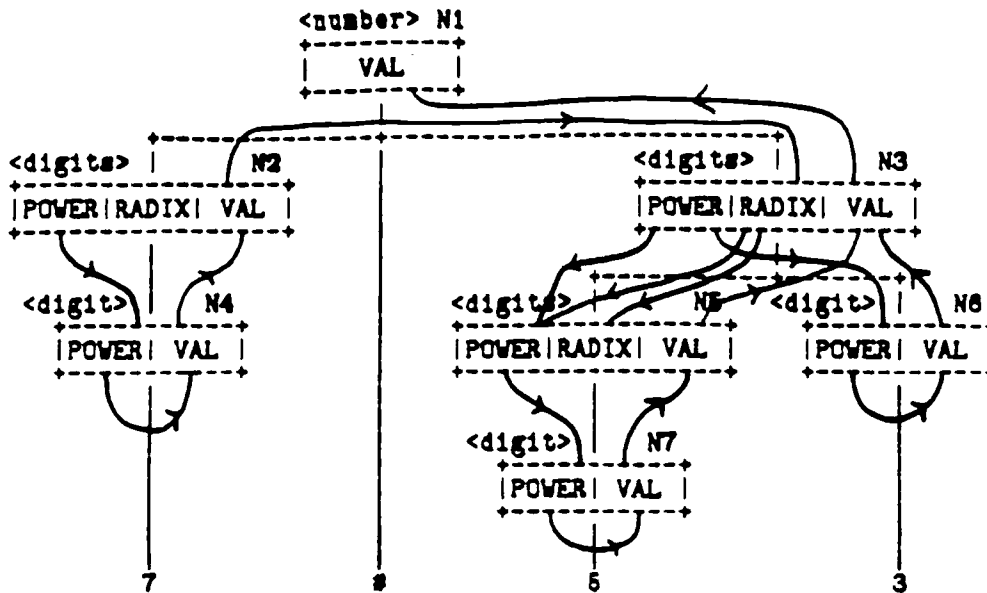 <number> N1
VAL
<digits> N2 <digits> N3
|POWER|RADIX| VAL | |POWER|RADIX| VAL |
<digit> N4 <digits> N5 <digit> N6
|POWER| VAL | |POWER|RADIX| VAL | |POWER| VAL
<digit> N7
|POWER| VAL |
7 # 5 3